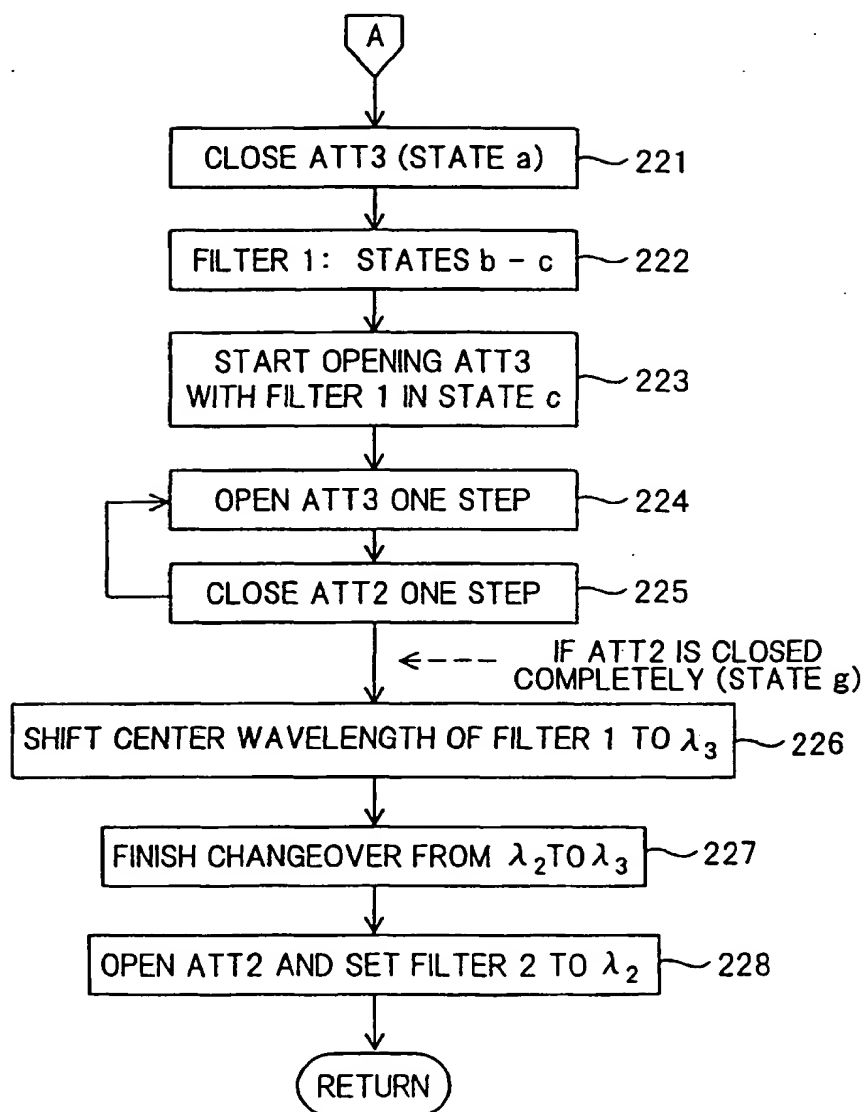 A
CLOSE ATT3 (STATE a)
221
FILTER 1: STATES b – c
222
START OPENING ATT3
WITH FILTER 1 IN STATE c
223
OPEN ATT3 ONE STEP
224
CLOSE ATT2 ONE STEP
225
IF ATT2 IS CLOSED
COMPLETELY (STATE g)
SHIFT CENTER WAVELENGTH OF FILTER 1 TO λ₃
226
FINISH CHANGEOVER FROM λ₂ TO λ₃
227
OPEN ATT2 AND SET FILTER 2 TO λ₂
228
RETURN